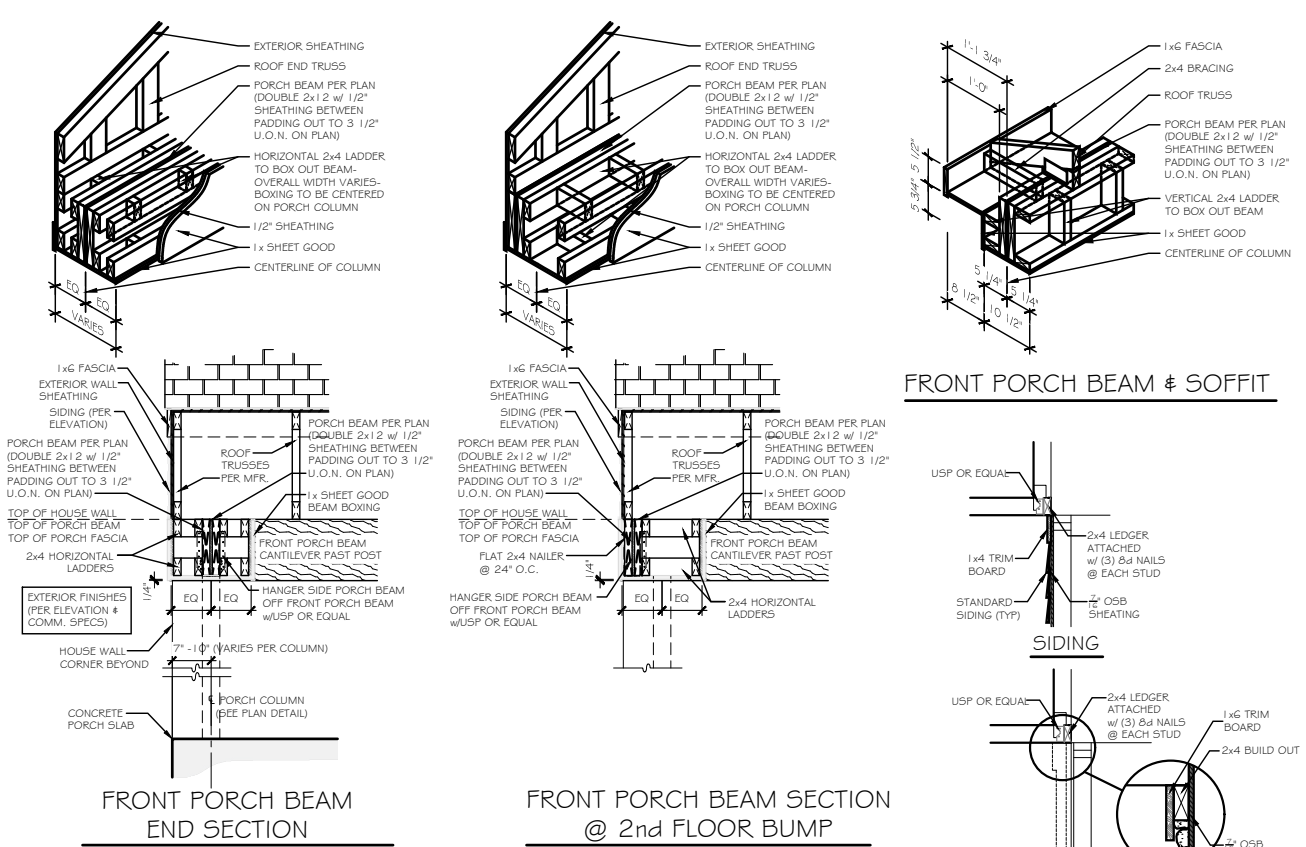 EXTERIOR SHEATHING
ROOF END TRUSS
PORCH BEAM PER PLAN
(DOUBLE 2x12 w/ 1/2"
SHEATHING BETWEEN
PADDING OUT TO 3 1/2"
U.O.N. ON PLAN)
HORIZONTAL 2x4 LADDER
TO BOX OUT BEAM-
OVERALL WIDTH VARIES-
BOXING TO BE CENTERED
ON PORCH COLUMN
1/2" SHEATHING
1x SHEET GOOD
CENTERLINE OF COLUMN
EQ
EQ
VARIES
EXTERIOR SHEATHING
ROOF END TRUSS
PORCH BEAM PER PLAN
(DOUBLE 2x12 w/ 1/2"
SHEATHING BETWEEN
PADDING OUT TO 3 1/2"
U.O.N. ON PLAN)
HORIZONTAL 2x4 LADDER
TO BOX OUT BEAM-
OVERALL WIDTH VARIES-
BOXING TO BE CENTERED
ON PORCH COLUMN
1/2" SHEATHING
1x SHEET GOOD
CENTERLINE OF COLUMN
EQ
EQ
VARIES
1'-1 3/4"
1'-0"
5 1/2"
5 3/4"
1x6 FASCIA
2x4 BRACING
ROOF TRUSS
PORCH BEAM PER PLAN
(DOUBLE 2x12 w/ 1/2"
SHEATHING BETWEEN
PADDING OUT TO 3 1/2"
U.O.N. ON PLAN)
VERTICAL 2x4 LADDER
TO BOX OUT BEAM
1x SHEET GOOD
CENTERLINE OF COLUMN
5 1/4"
5 1/4"
8 1/2"
10 1/2"
FRONT PORCH BEAM & SOFFIT
1x6 FASCIA
EXTERIOR WALL
SHEATHING
SIDING (PER
ELEVATION)
PORCH BEAM PER PLAN
(DOUBLE 2x12 w/ 1/2"
SHEATHING BETWEEN
PADDING OUT TO 3 1/2"
U.O.N. ON PLAN)
TOP OF HOUSE WALL
TOP OF PORCH BEAM
TOP OF PORCH FASCIA
2x4 HORIZONTAL
LADDERS
1/4"
EXTERIOR FINISHES
(PER ELEVATION &
COMM. SPECS)
HOUSE WALL
CORNER BEYOND
CONCRETE
PORCH SLAB
PORCH BEAM PER PLAN
(DOUBLE 2x12 w/ 1/2"
SHEATHING BETWEEN
PADDING OUT TO 3 1/2"
U.O.N. ON PLAN)
ROOF
TRUSSES
PER MFR.
1x SHEET GOOD
BEAM BOXING
FRONT PORCH BEAM
CANTILEVER PAST POST
EQ
EQ
HANGER SIDE PORCH BEAM
OFF FRONT PORCH BEAM
w/USP OR EQUAL
7" -10" (VARIES PER COLUMN)
℄ PORCH COLUMN
(SEE PLAN DETAIL)
FRONT PORCH BEAM
END SECTION
1x6 FASCIA
EXTERIOR WALL
SHEATHING
SIDING (PER
ELEVATION)
PORCH BEAM PER PLAN
(DOUBLE 2x12 w/ 1/2"
SHEATHING BETWEEN
PADDING OUT TO 3 1/2"
U.O.N. ON PLAN)
TOP OF HOUSE WALL
TOP OF PORCH BEAM
TOP OF PORCH FASCIA
FLAT 2x4 NAILER
@ 24" O.C.
1/4"
HANGER SIDE PORCH BEAM
OFF FRONT PORCH BEAM
w/USP OR EQUAL
PORCH BEAM PER PLAN
(DOUBLE 2x12 w/ 1/2"
SHEATHING BETWEEN
PADDING OUT TO 3 1/2"
U.O.N. ON PLAN)
ROOF
TRUSSES
PER MFR.
1x SHEET GOOD
BEAM BOXING
FRONT PORCH BEAM
CANTILEVER PAST POST
EQ
EQ
2x4 HORIZONTAL
LADDERS
FRONT PORCH BEAM SECTION
@ 2nd FLOOR BUMP
USP OR EQUAL
2x4 LEDGER
ATTACHED
w/ (3) 8d NAILS
@ EACH STUD
1x4 TRIM
BOARD
STANDARD
SIDING (TYP)
7/16" OSB
SHEATING
SIDING
USP OR EQUAL
2x4 LEDGER
ATTACHED
w/ (3) 8d NAILS
@ EACH STUD
1x6 TRIM
BOARD
2x4 BUILD OUT
OSB